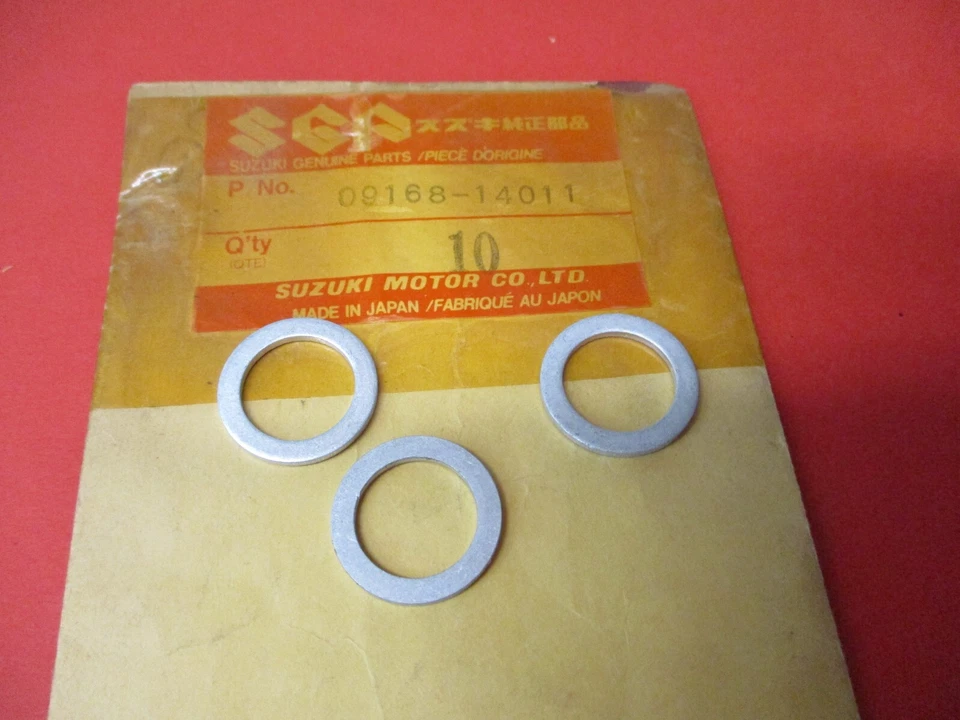 SGP スズキ純正部品
SUZUKI GENUINE PARTS /PIECE D'ORIGINE
P. No. 09168-14011
Q'ty 10
(QTE)
SUZUKI MOTOR CO.,LTD.
MADE IN JAPAN /FABRIQUÉ AU JAPON